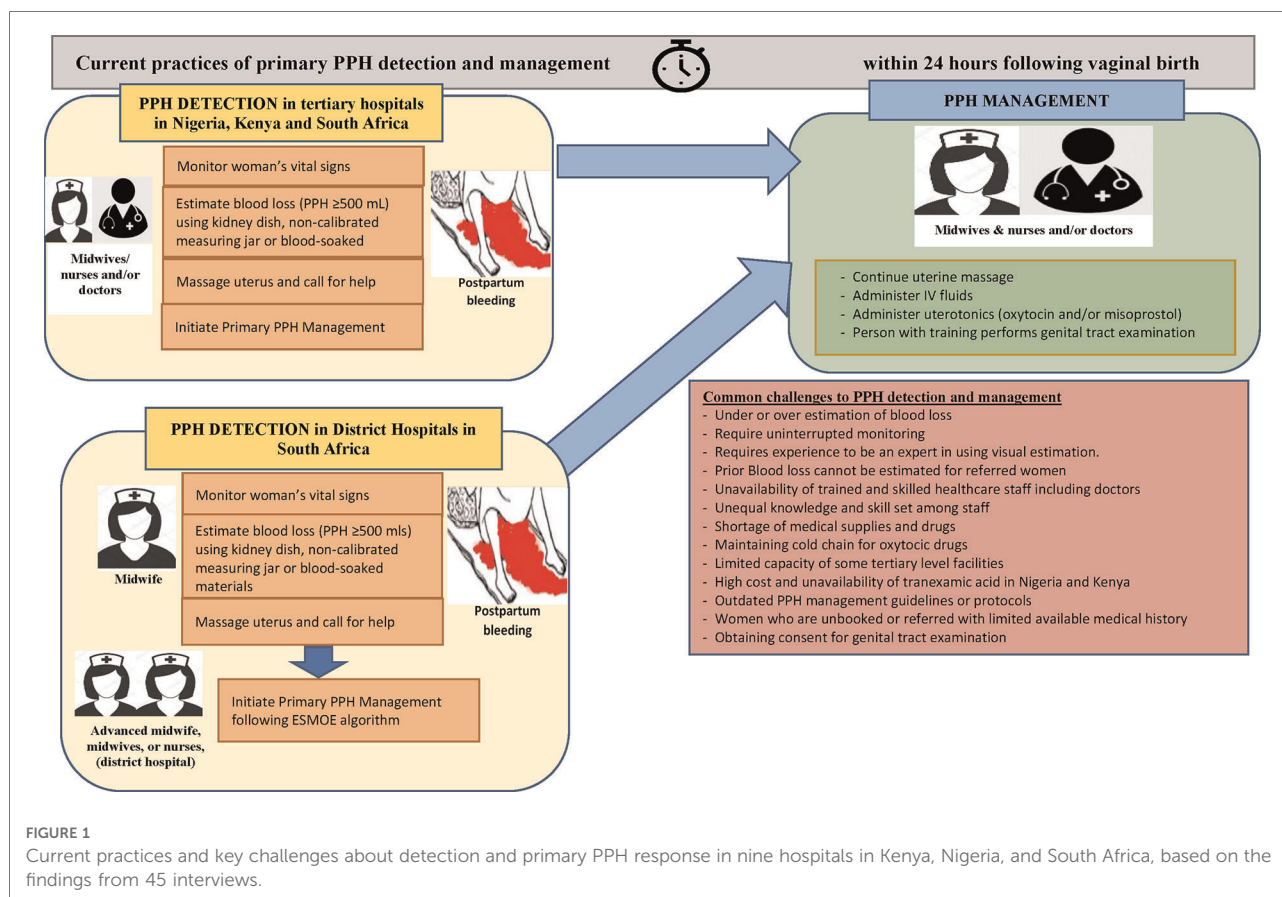 Current practices of primary PPH detection and management
within 24 hours following vaginal birth
PPH DETECTION in tertiary hospitals
in Nigeria, Kenya and South Africa
Monitor woman's vital signs
Estimate blood loss (PPH ≥500 mL)
using kidney dish, non-calibrated
measuring jar or blood-soaked
Massage uterus and call for help
Initiate Primary PPH Management
Midwives/
nurses and/or
doctors
Postpartum
bleeding
PPH MANAGEMENT
Midwives & nurses and/or doctors
- Continue uterine massage
- Administer IV fluids
- Administer uterotonics (oxytocin and/or misoprostol)
- Person with training performs genital tract examination
PPH DETECTION in District Hospitals in
South Africa
Midwife
Monitor woman's vital signs
Estimate blood loss (PPH ≥500 mls)
using kidney dish, non-calibrated
measuring jar or blood-soaked
materials
Massage uterus and call for help
Postpartum
bleeding
Advanced midwife,
midwives, or nurses,
(district hospital)
Initiate Primary PPH Management
following ESMOE algorithm
Common challenges to PPH detection and management
- Under or over estimation of blood loss
- Require uninterrupted monitoring
- Requires experience to be an expert in using visual estimation.
- Prior Blood loss cannot be estimated for referred women
- Unavailability of trained and skilled healthcare staff including doctors
- Unequal knowledge and skill set among staff
- Shortage of medical supplies and drugs
- Maintaining cold chain for oxytocic drugs
- Limited capacity of some tertiary level facilities
- High cost and unavailability of tranexamic acid in Nigeria and Kenya
- Outdated PPH management guidelines or protocols
- Women who are unbooked or referred with limited available medical history
- Obtaining consent for genital tract examination
FIGURE 1
Current practices and key challenges about detection and primary PPH response in nine hospitals in Kenya, Nigeria, and South Africa, based on the
findings from 45 interviews.